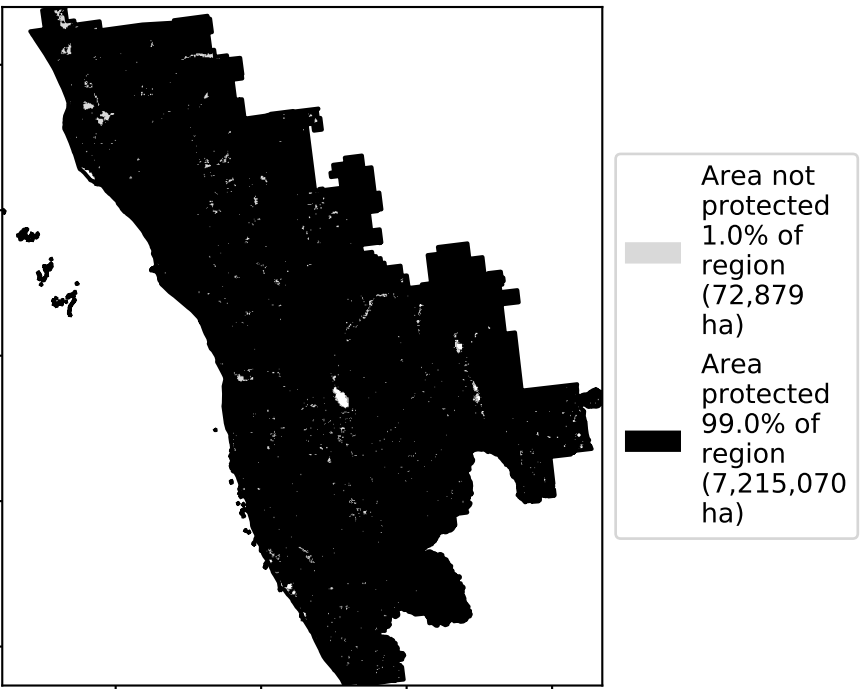 Area not
protected
1.0% of
region
(72,879
ha)
Area
protected
99.0% of
region
(7,215,070
ha)